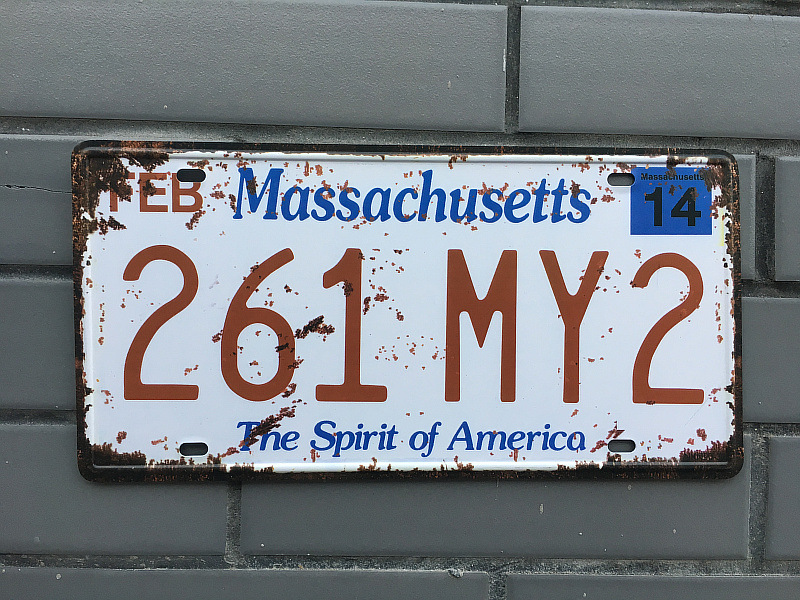 FEB Massachusetts
Massachusetts
14
261 MY2
The Spirit of America